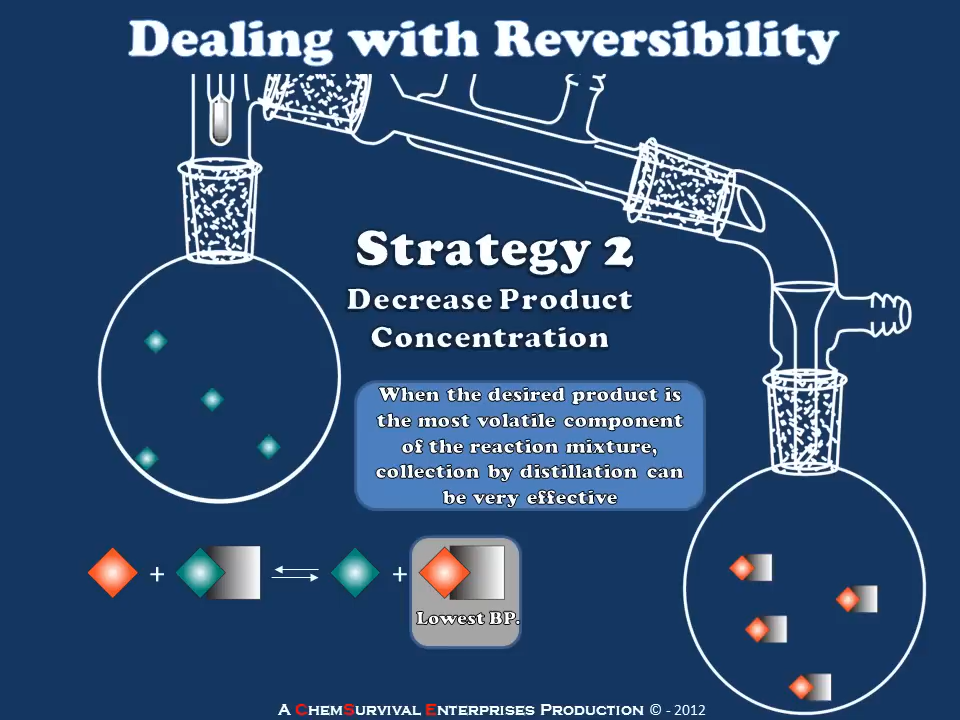 Dealing with Reversibility
Strategy 2
Decrease Product
Concentration
When the desired product is
the most volatile component
of the reaction mixture,
collection by distillation can
be very effective
+
+
Lowest BP.
A ChemSurvival Enterprises Production © - 2012